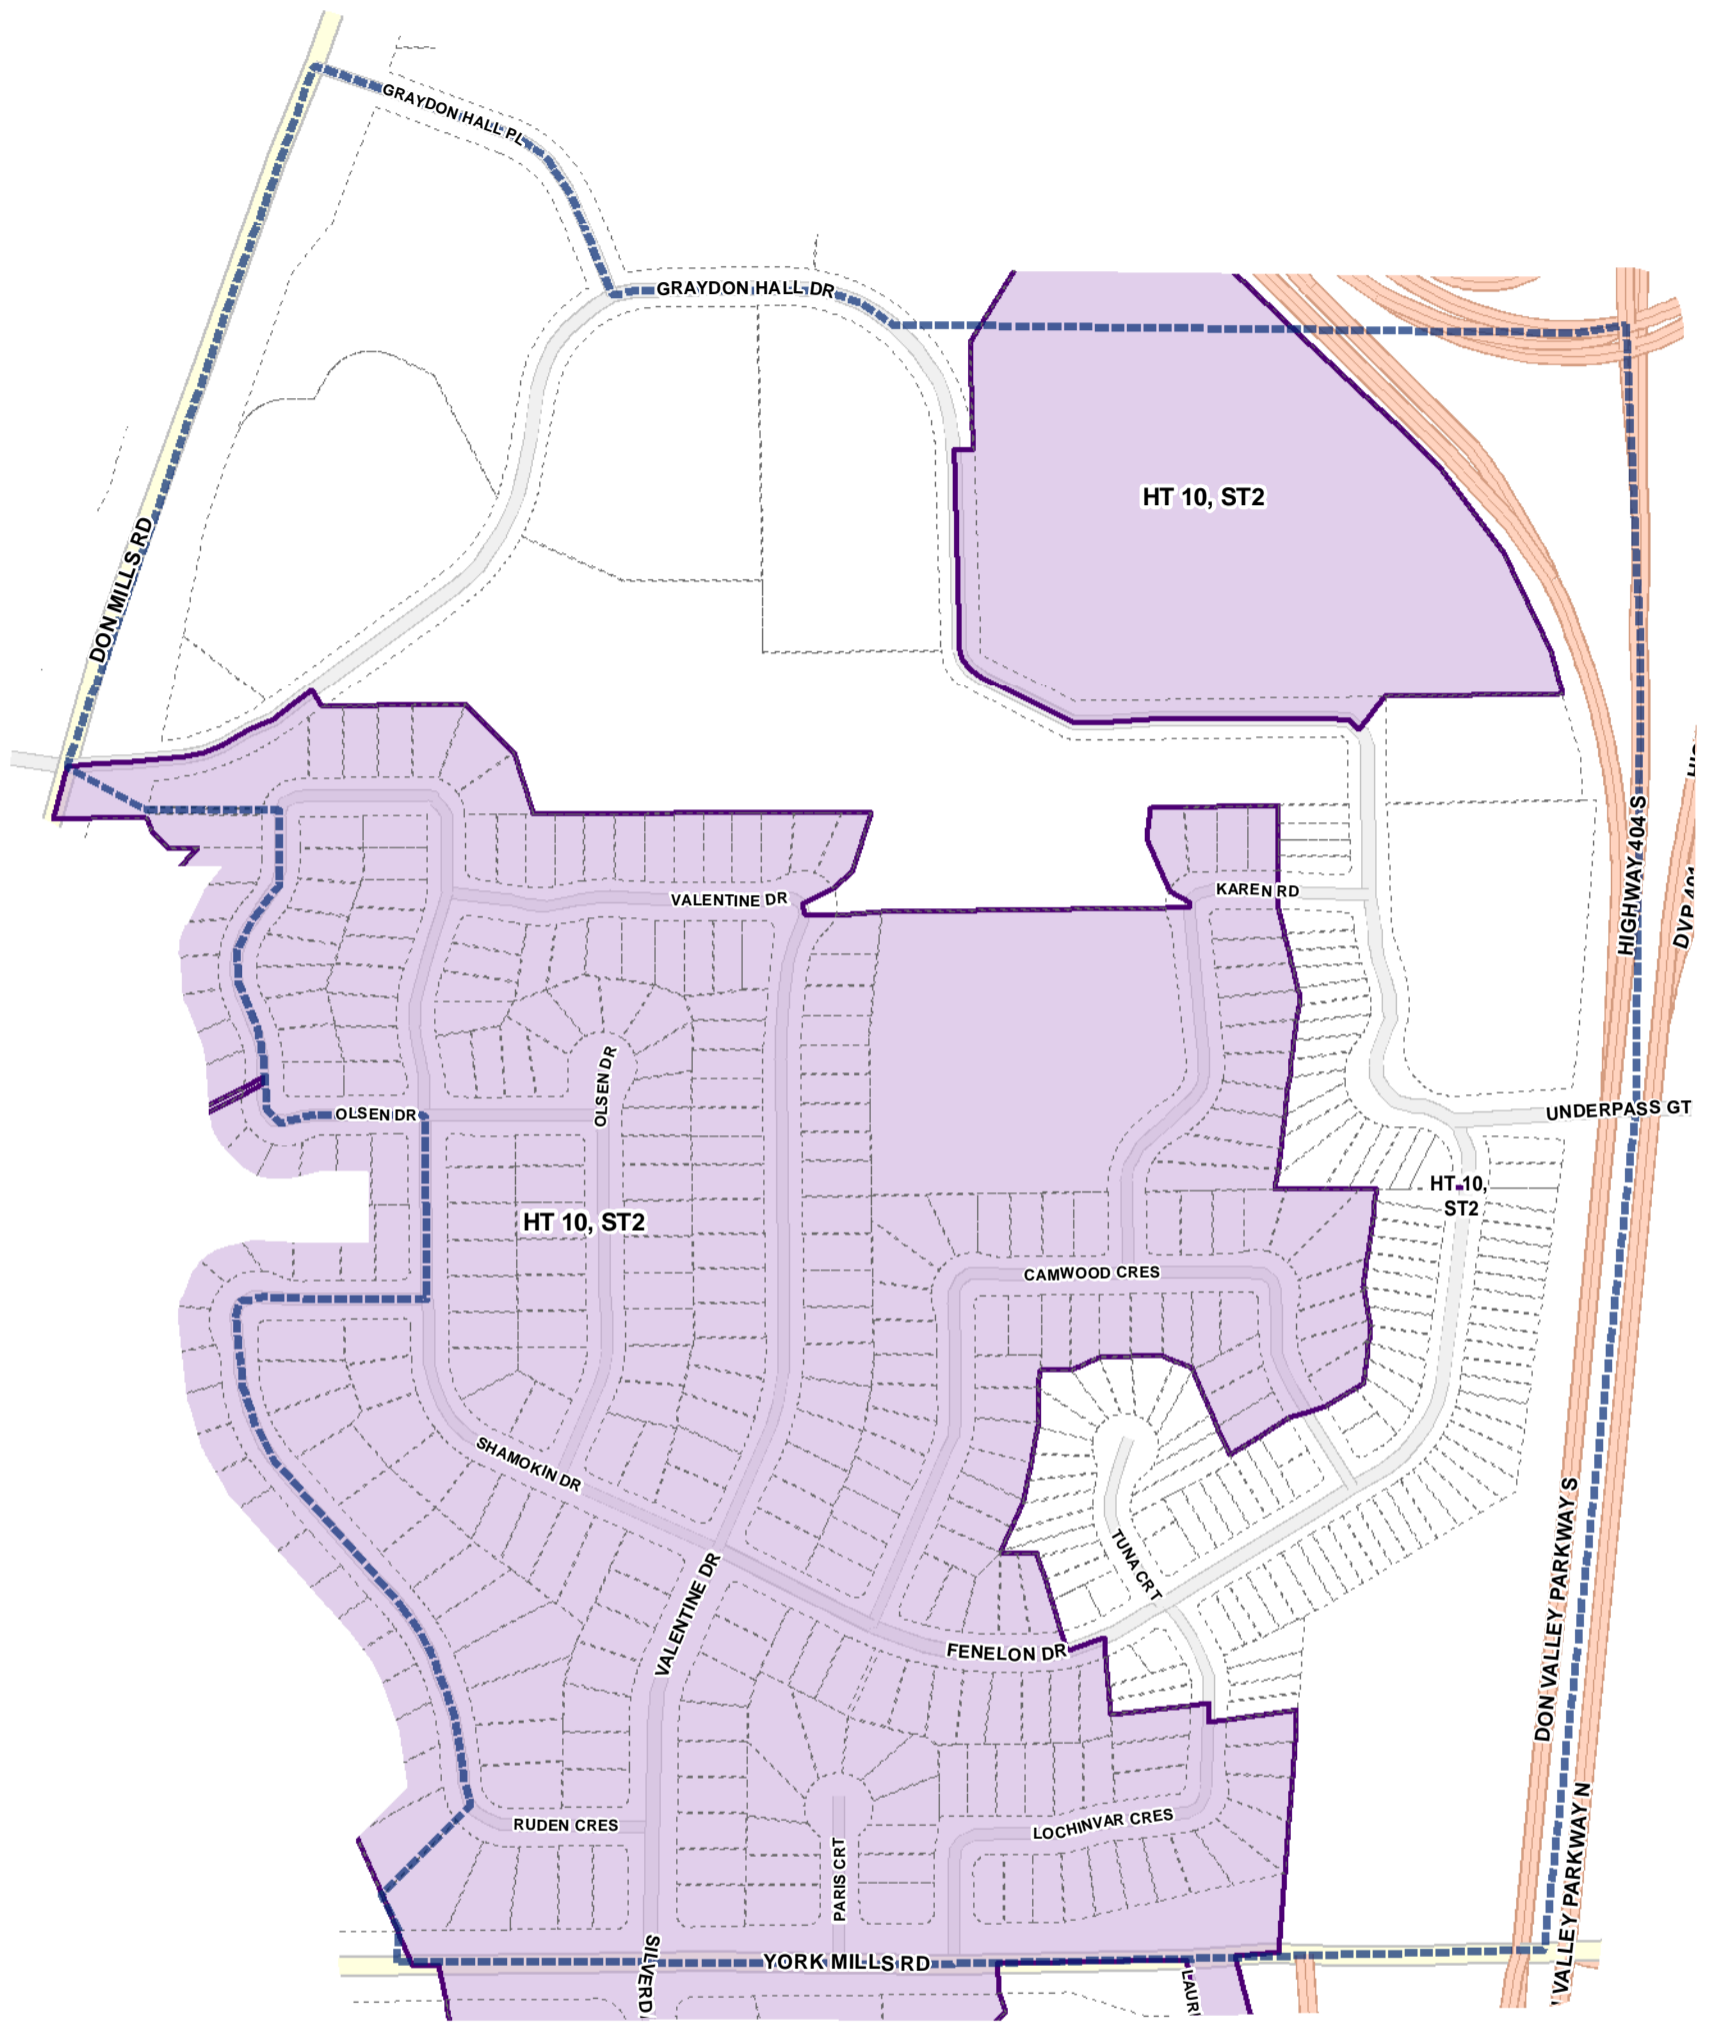 GRAYDON HALL PL
GRAYDON HALL DR
HT 10, ST2
DON MILLS RD
HIGHWAY 404 S
DVP 401
VALENTINE DR
KAREN RD
OLSEN DR
OLSEN DR
UNDERPASS GT
HT 10,
ST2
HT 10, ST2
CAMWOOD CRES
SHAMOKIN DR
TUNA CRT
VALENTINE DR
FENELON DR
DON VALLEY PARKWAY S
RUDEN CRES
LOCHINVAR CRES
PARIS CRT
VALLEY PARKWAY N
YORK MILLS RD
SILVERD
LAURI